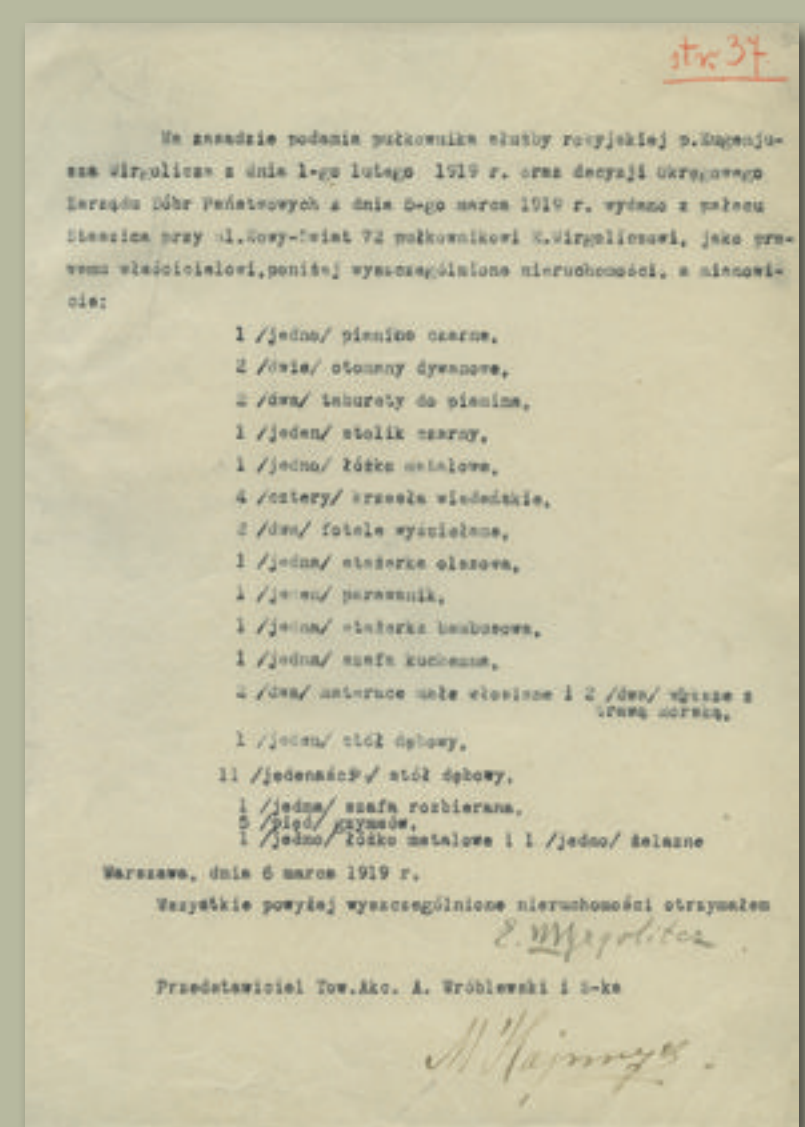 str. 37
Na zasadzie podania pułkownika służby rosyjskiej p.Eugenju-
sza Wirgolicza z dnia 1-go lutego 1919 r. oraz decyzji Okręgowego
Zarządu Dóbr Państwowych z dnia 5-go marca 1919 r. wydano z pałacu
Staszica przy ul.Nowy-Świat 72 pułkownikowi E.Wirgoliczowi, jako pra-
wemu właścicielowi,poniżej wyszczególnione nieruchomości, a mianowi-
cie:
1 /jedno/ pianino czarne,
2 /dwie/ otomany dywanowe,
2 /dwa/ taburety do pianina,
1 /jeden/ stolik czarny,
1 /jedno/ łóżko metalowe,
4 /cztery/ krzesła wiedeńskie,
2 /dwa/ fotele wyściełane,
1 /jedna/ etażerka olszowa,
1 /jeden/ parawanik,
1 /jedna/ etażerka bambusowa,
1 /jedna/ szafa kuchenna,
2 /dwa/ materace małe włosiane i 2 /dwa/ z
trawą morską,
1 /jeden/ stół dębowy,
11 / / stół dębowy,
1 /jedna/ szafa rozbierana,
5 /pięć/ gzymsów,
1 /jedno/ łóżko metalowe i 1 /jedno/ żelazne
Warszawa, dnia 6 marca 1919 r.
Wszystkie powyżej wyszczególnione nieruchomości otrzymałem
E. Wirgolicz
Przedstawiciel Tow.Akc. A. Wróblewski i S-ka